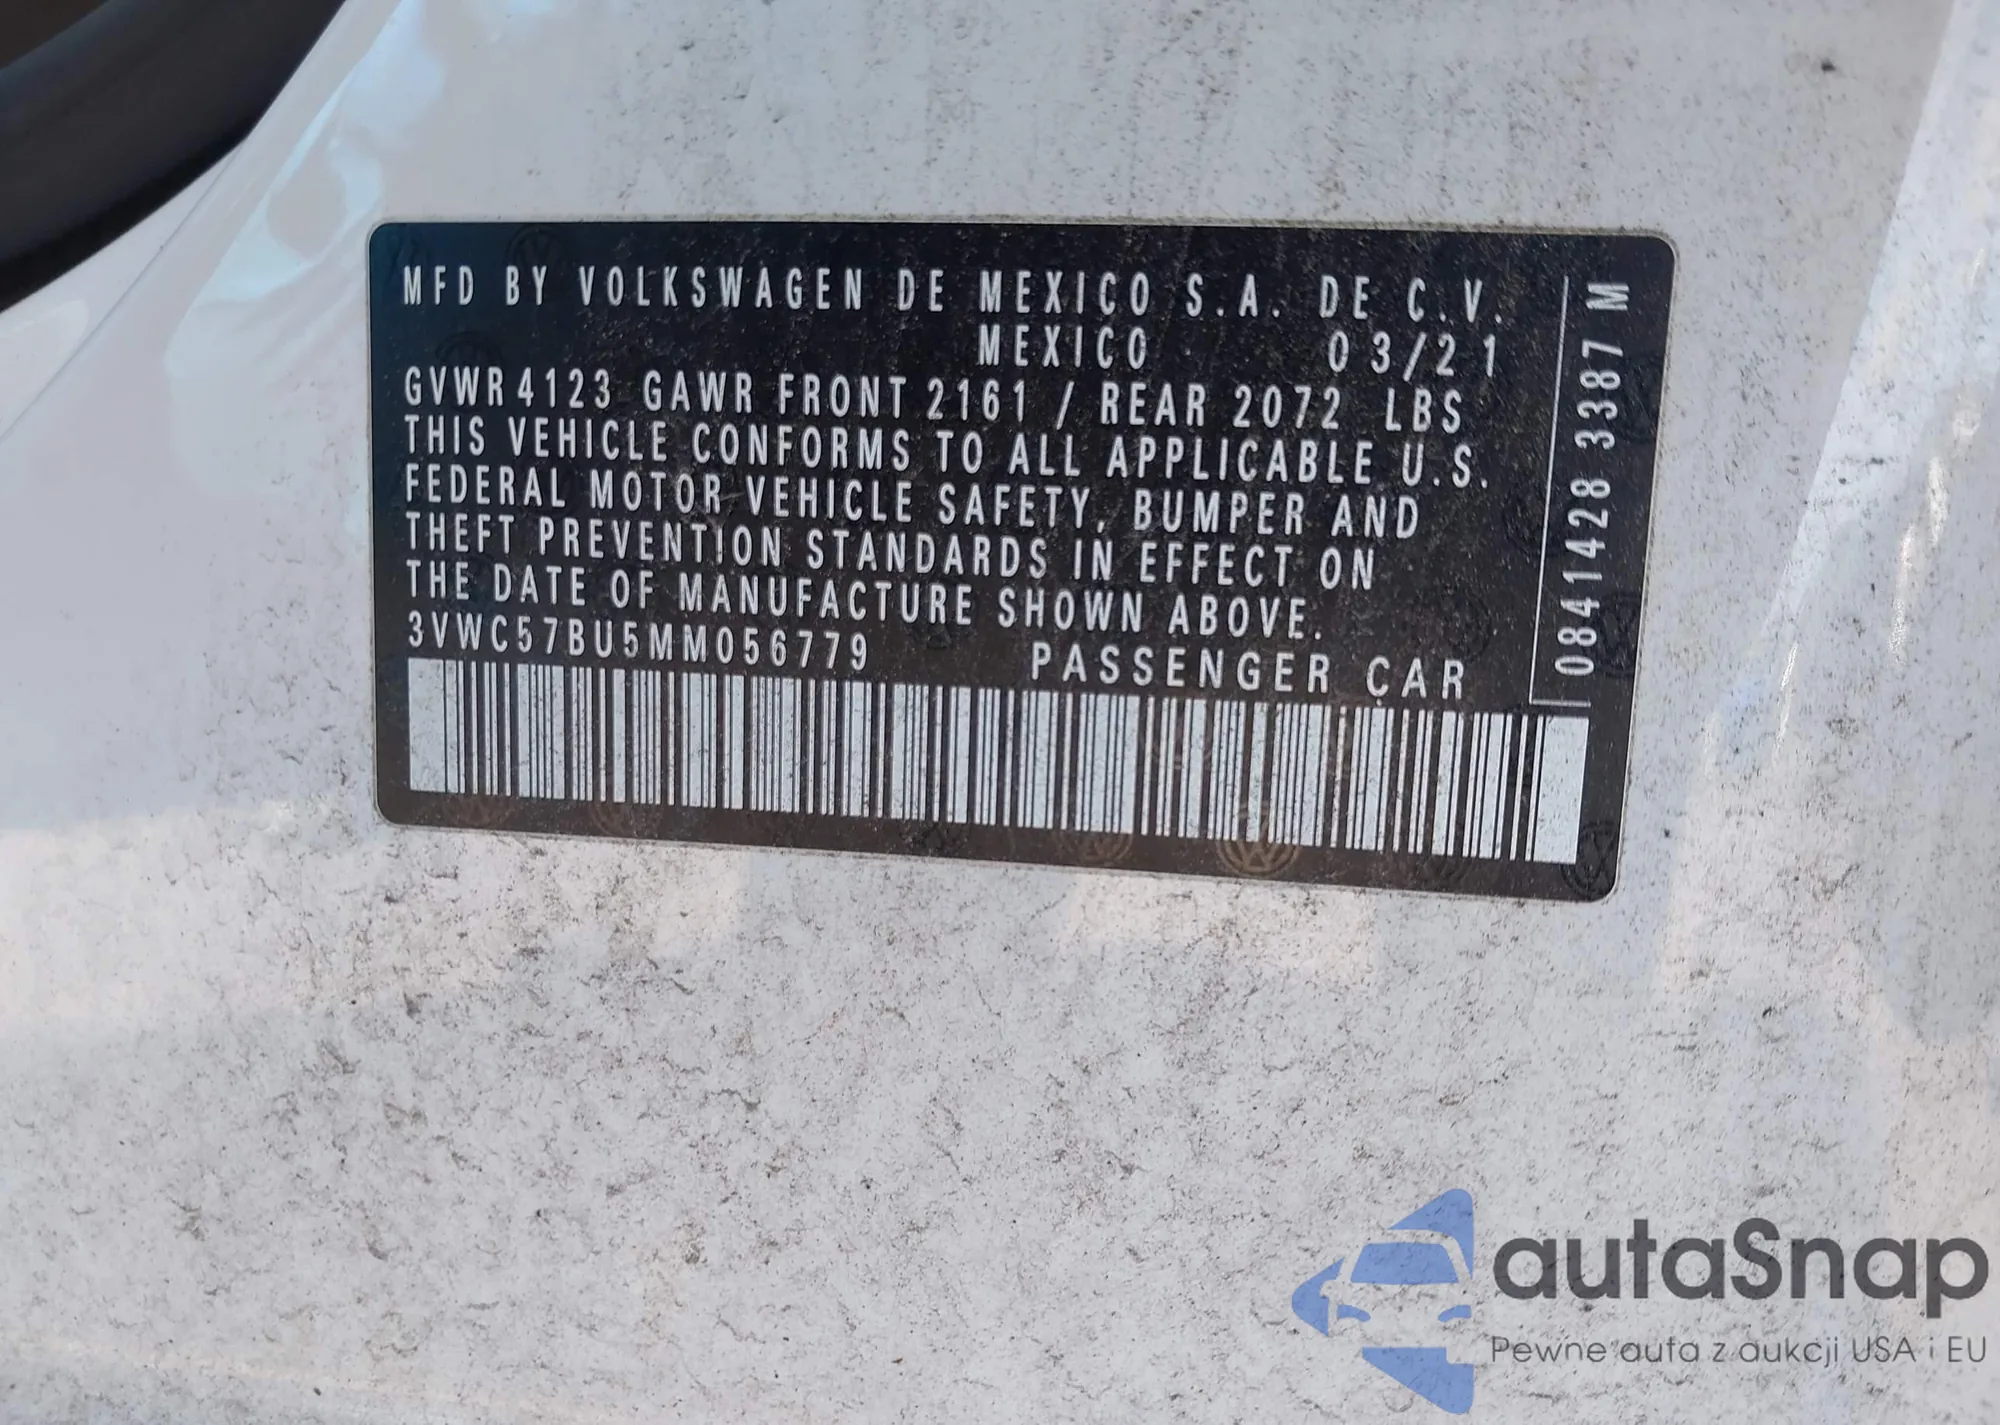 MFD BY VOLKSWAGEN DE MEXICO S.A. DE C.V.
MEXICO 03/21
GVWR 4123 GAWR FRONT 2161 / REAR 2072 LBS
THIS VEHICLE CONFORMS TO ALL APPLICABLE U.S.
FEDERAL MOTOR VEHICLE SAFETY, BUMPER AND
THEFT PREVENTION STANDARDS IN EFFECT ON
THE DATE OF MANUFACTURE SHOWN ABOVE.
3VWC57BU5MM056779 PASSENGER CAR
0841428 3387 M
autaSnap
Pewne auta z aukcji USA i EU